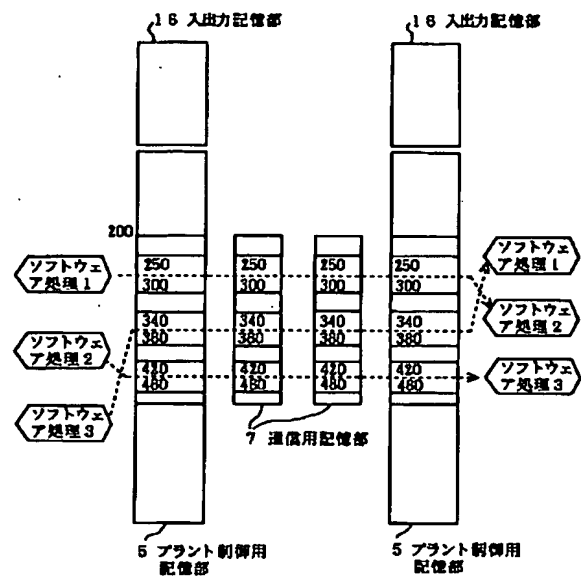 16 入出力記憶部
16 入出力記憶部
200
ソフトウェ
ア処理1
ソフトウェ
ア処理2
ソフトウェ
ア処理3
250
300
340
380
420
480
250
300
340
380
420
480
250
300
340
380
420
480
250
300
340
380
420
480
ソフトウェ
ア処理1
ソフトウェ
ア処理2
ソフトウェ
ア処理3
7 通信用記憶部
5 プラント制御用
記憶部
5 プラント制御用
記憶部